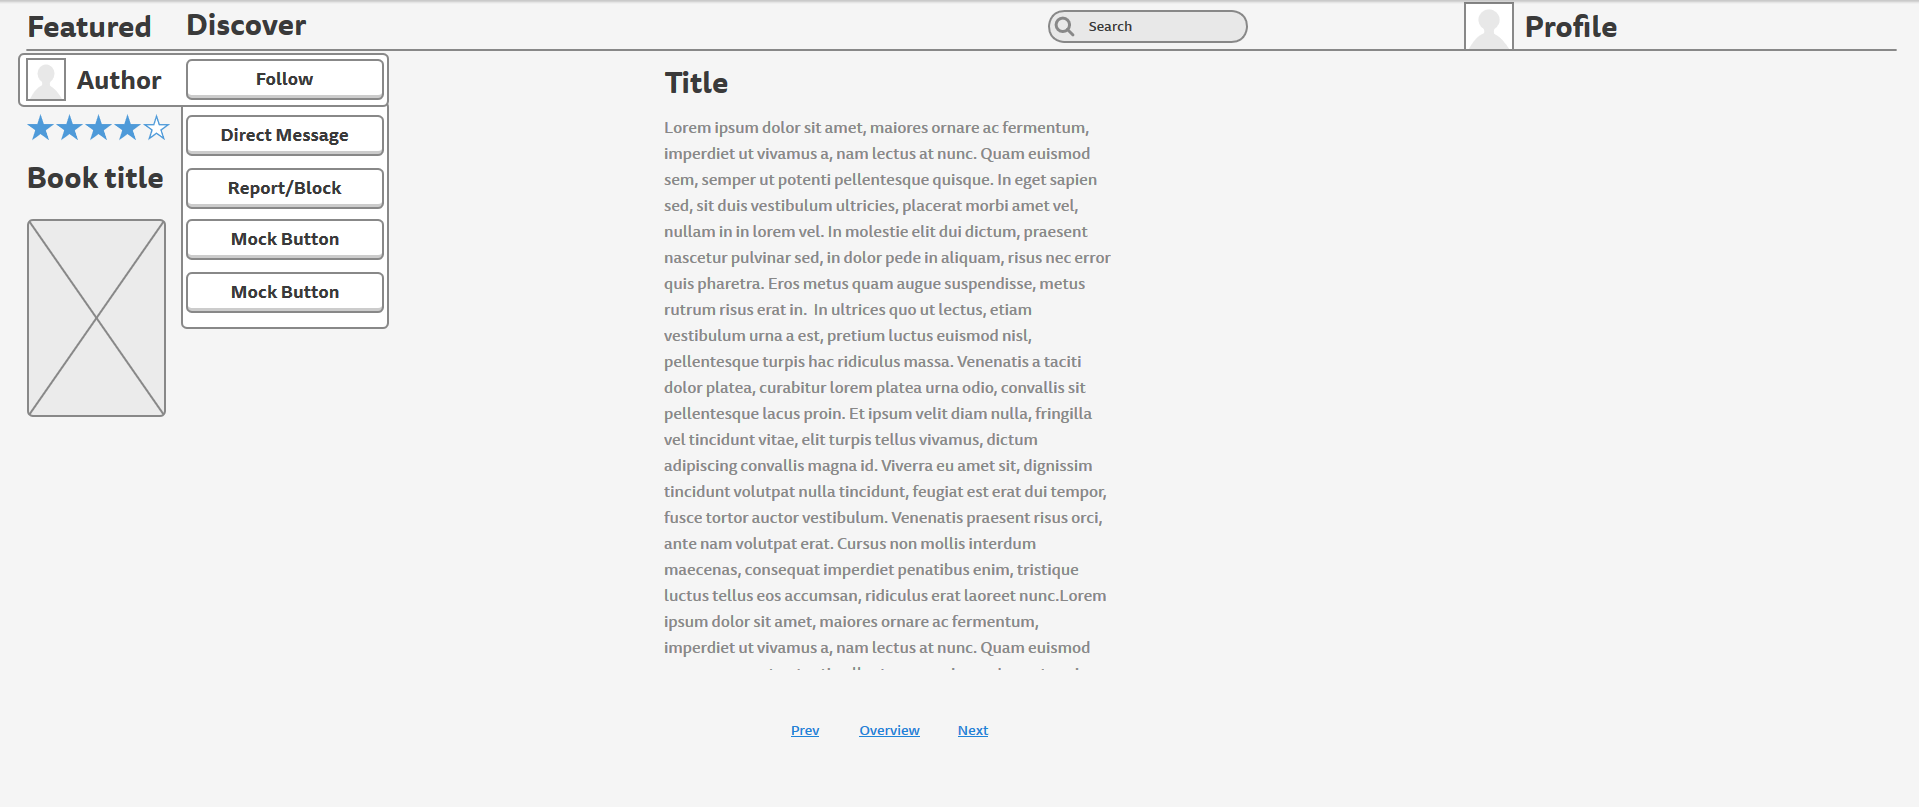 Featured
Discover
Search
Profile
Author
Follow
Direct Message
Report/Block
Mock Button
Mock Button
Book title
Title
Lorem ipsum dolor sit amet, maiores ornare ac fermentum,
imperdiet ut vivamus a, nam lectus at nunc. Quam euismod
sem, semper ut potenti pellentesque quisque. In eget sapien
sed, sit duis vestibulum ultricies, placerat morbi amet vel,
nullam in in lorem vel. In molestie elit dui dictum, praesent
nascetur pulvinar sed, in dolor pede in aliquam, risus nec error
quis pharetra. Eros metus quam augue suspendisse, metus
rutrum risus erat in.  In ultrices quo ut lectus, etiam
vestibulum urna a est, pretium luctus euismod nisl,
pellentesque turpis hac ridiculus massa. Venenatis a taciti
dolor platea, curabitur lorem platea urna odio, convallis sit
pellentesque lacus proin. Et ipsum velit diam nulla, fringilla
vel tincidunt vitae, elit turpis tellus vivamus, dictum
adipiscing convallis magna id. Viverra eu amet sit, dignissim
tincidunt volutpat nulla tincidunt, feugiat est erat dui tempor,
fusce tortor auctor vestibulum. Venenatis praesent risus orci,
ante nam volutpat erat. Cursus non mollis interdum
maecenas, consequat imperdiet penatibus enim, tristique
luctus tellus eos accumsan, ridiculus erat laoreet nunc.Lorem
ipsum dolor sit amet, maiores ornare ac fermentum,
imperdiet ut vivamus a, nam lectus at nunc. Quam euismod
Prev
Overview
Next